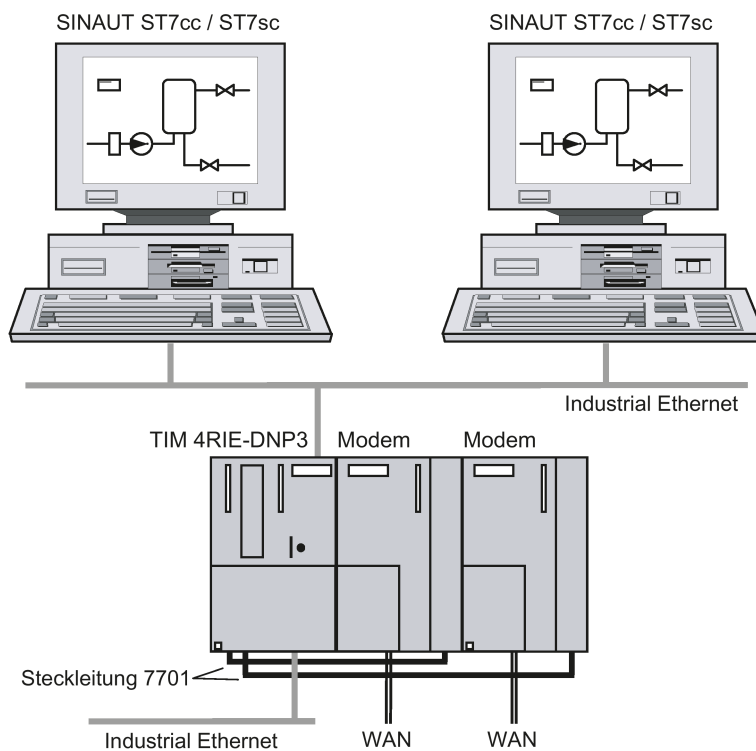 SINAUT ST7cc / ST7sc
SINAUT ST7cc / ST7sc
Industrial Ethernet
TIM 4RIE-DNP3
Modem
Modem
Steckleitung 7701
Industrial Ethernet
WAN
WAN